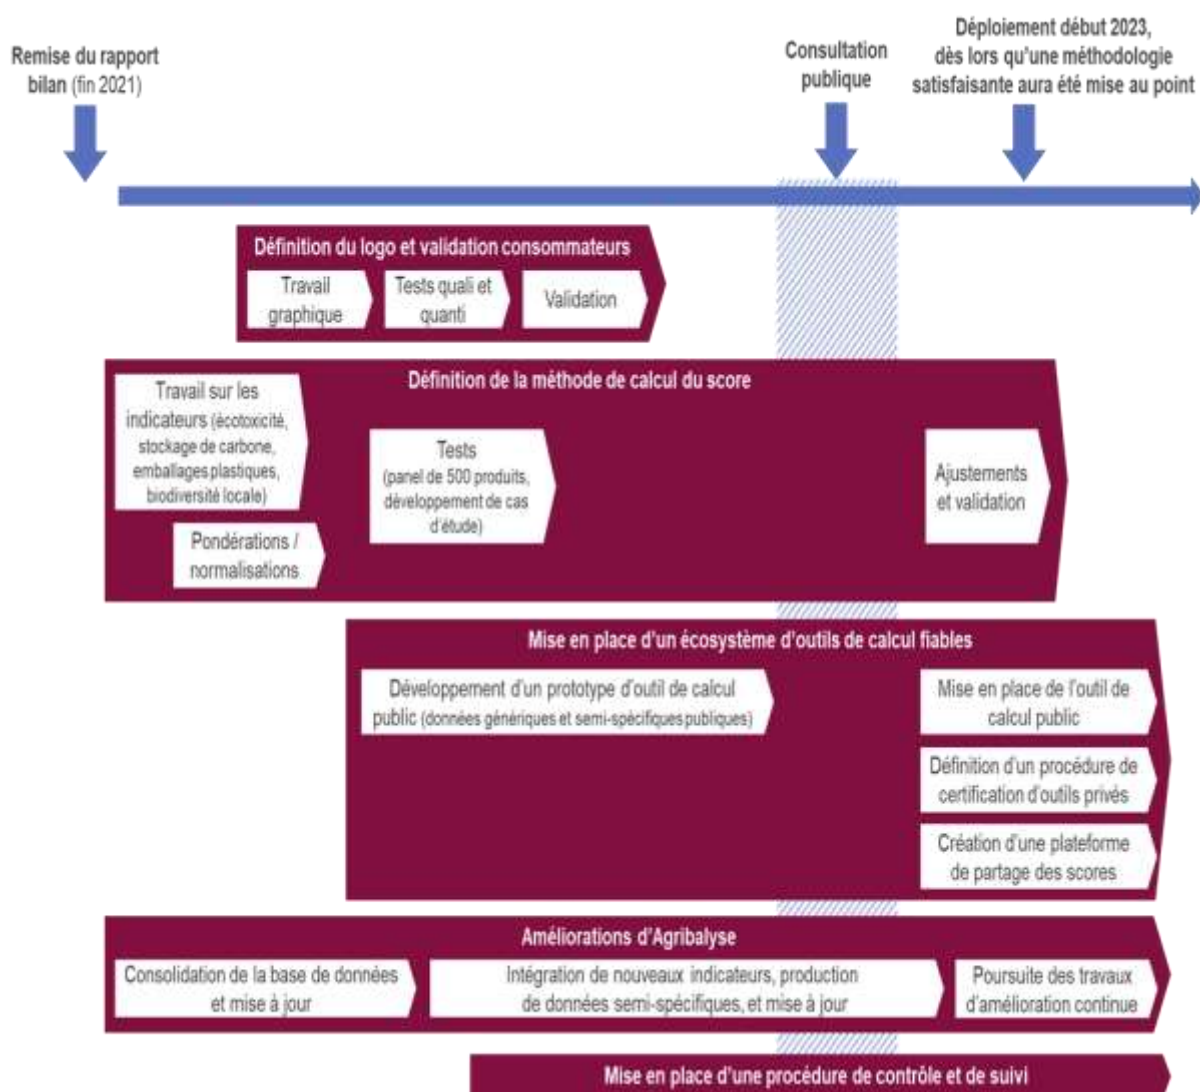 Remise du rapport
bilan (fin 2021)
Consultation
publique
Déploiement début 2023,
dès lors qu'une méthodologie
satisfaisante aura été mise au point
Définition du logo et validation consommateurs
Travail
graphique
Tests quali et
quanti
Validation
Définition de la méthode de calcul du score
Travail sur les
indicateurs (écotoxicité,
stockage de carbone,
emballages plastiques,
biodiversité locale)
Pondérations /
normalisations
Tests
(panel de 500 produits,
développement de cas
d'étude)
Ajustements
et validation
Mise en place d'un écosystème d'outils de calcul fiables
Développement d'un prototype d'outil de calcul
public (données génériques et semi-spécifiques publiques)
Mise en place de l'outil de
calcul public
Définition d'un procédure de
certification d'outils privés
Création d'une plateforme
de partage des scores
Améliorations d'Agribalyse
Consolidation de la base de données
et mise à jour
Intégration de nouveaux indicateurs, production
de données semi-spécifiques, et mise à jour
Poursuite des travaux
d'amélioration continue
Mise en place d'une procédure de contrôle et de suivi